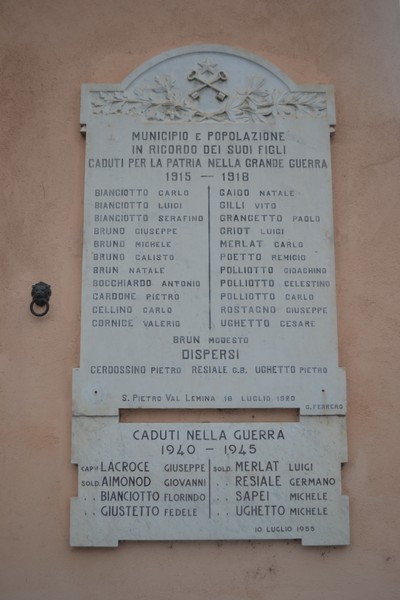 MUNICIPIO E POPOLAZIONE
IN RICORDO DEI SUOI FIGLI
CADUTI PER LA PATRIA NELLA GRANDE GUERRA
1915 — 1918
BIANCIOTTO CARLO
BIANCIOTTO LUIGI
BIANCIOTTO SERAFINO
BRUNO GIUSEPPE
BRUNO MICHELE
BRUNO CALISTO
BRUN NATALE
BOCCHIARDO ANTONIO
CARDONE PIETRO
CELLINO CARLO
CORNICE VALERIO
GAIDO NATALE
GILLI VITO
GRANGETTO PAOLO
GRIOT LUIGI
MERLAT CARLO
POETTO REMIGIO
POLLIOTTO GIOACHINO
POLLIOTTO CELESTINO
POLLIOTTO CARLO
ROSTAGNO GIUSEPPE
UGHETTO CESARE
BRUN MODESTO
DISPERSI
CERDOSSINO PIETRO RESIALE G.B. UGHETTO PIETRO
S. PIETRO VAL LEMINA 18 LUGLIO 1920
G. FERRERO
CADUTI NELLA GUERRA
1940 - 1945
LACROCE GIUSEPPE
SOLD. AIMONOD GIOVANNI
. . BIANCIOTTO FLORINDO
. . GIUSTETTO FEDELE
SOLD. MERLAT LUIGI
. . RESIALE GERMANO
. . SAPEI MICHELE
. . UGHETTO MICHELE
10 LUGLIO 1955